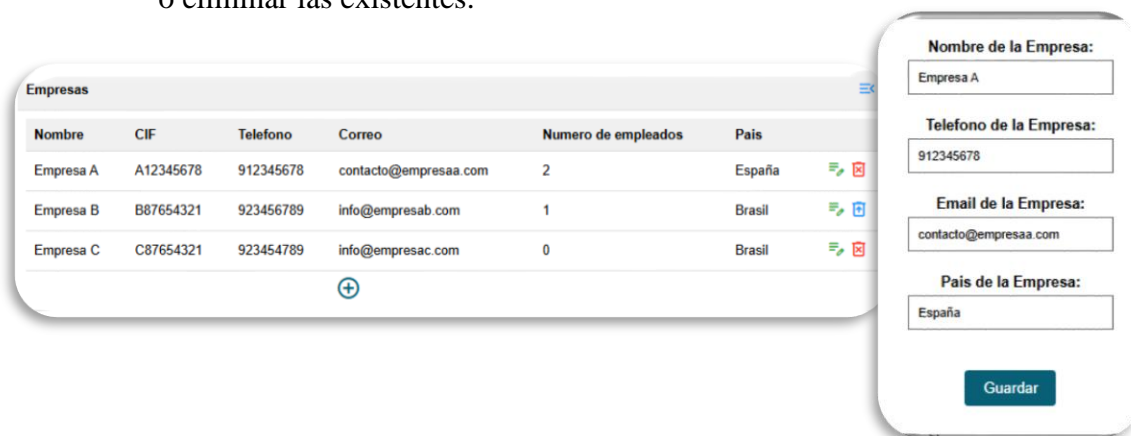 o eliminar las existentes.
Empresas
Nombre CIF Telefono Correo Numero de empleados Pais
Empresa A A12345678 912345678 contacto@empresaa.com 2 España
Empresa B B87654321 923456789 info@empresab.com 1 Brasil
Empresa C C87654321 923454789 info@empresac.com 0 Brasil
Nombre de la Empresa:
Empresa A
Telefono de la Empresa:
912345678
Email de la Empresa:
contacto@empresaa.com
Pais de la Empresa:
España
Guardar